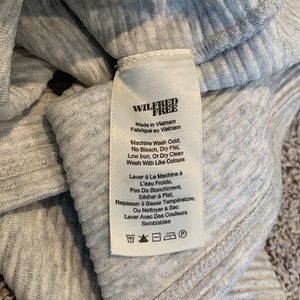 WILFRED
FREE
Made in Vietnam
Fabriqué au Vietnam
Machine Wash Cold,
No Bleach, Dry Flat,
Low Iron, Or Dry Clean
Wash With Like Colours
Laver À La Machine À
L'eau Froide,
Pas De Blanchiment,
Sécher à Plat,
Repasser à Basse Température,
Ou Nettoyer à Sec
Laver Avec Des Couleurs
Semblables